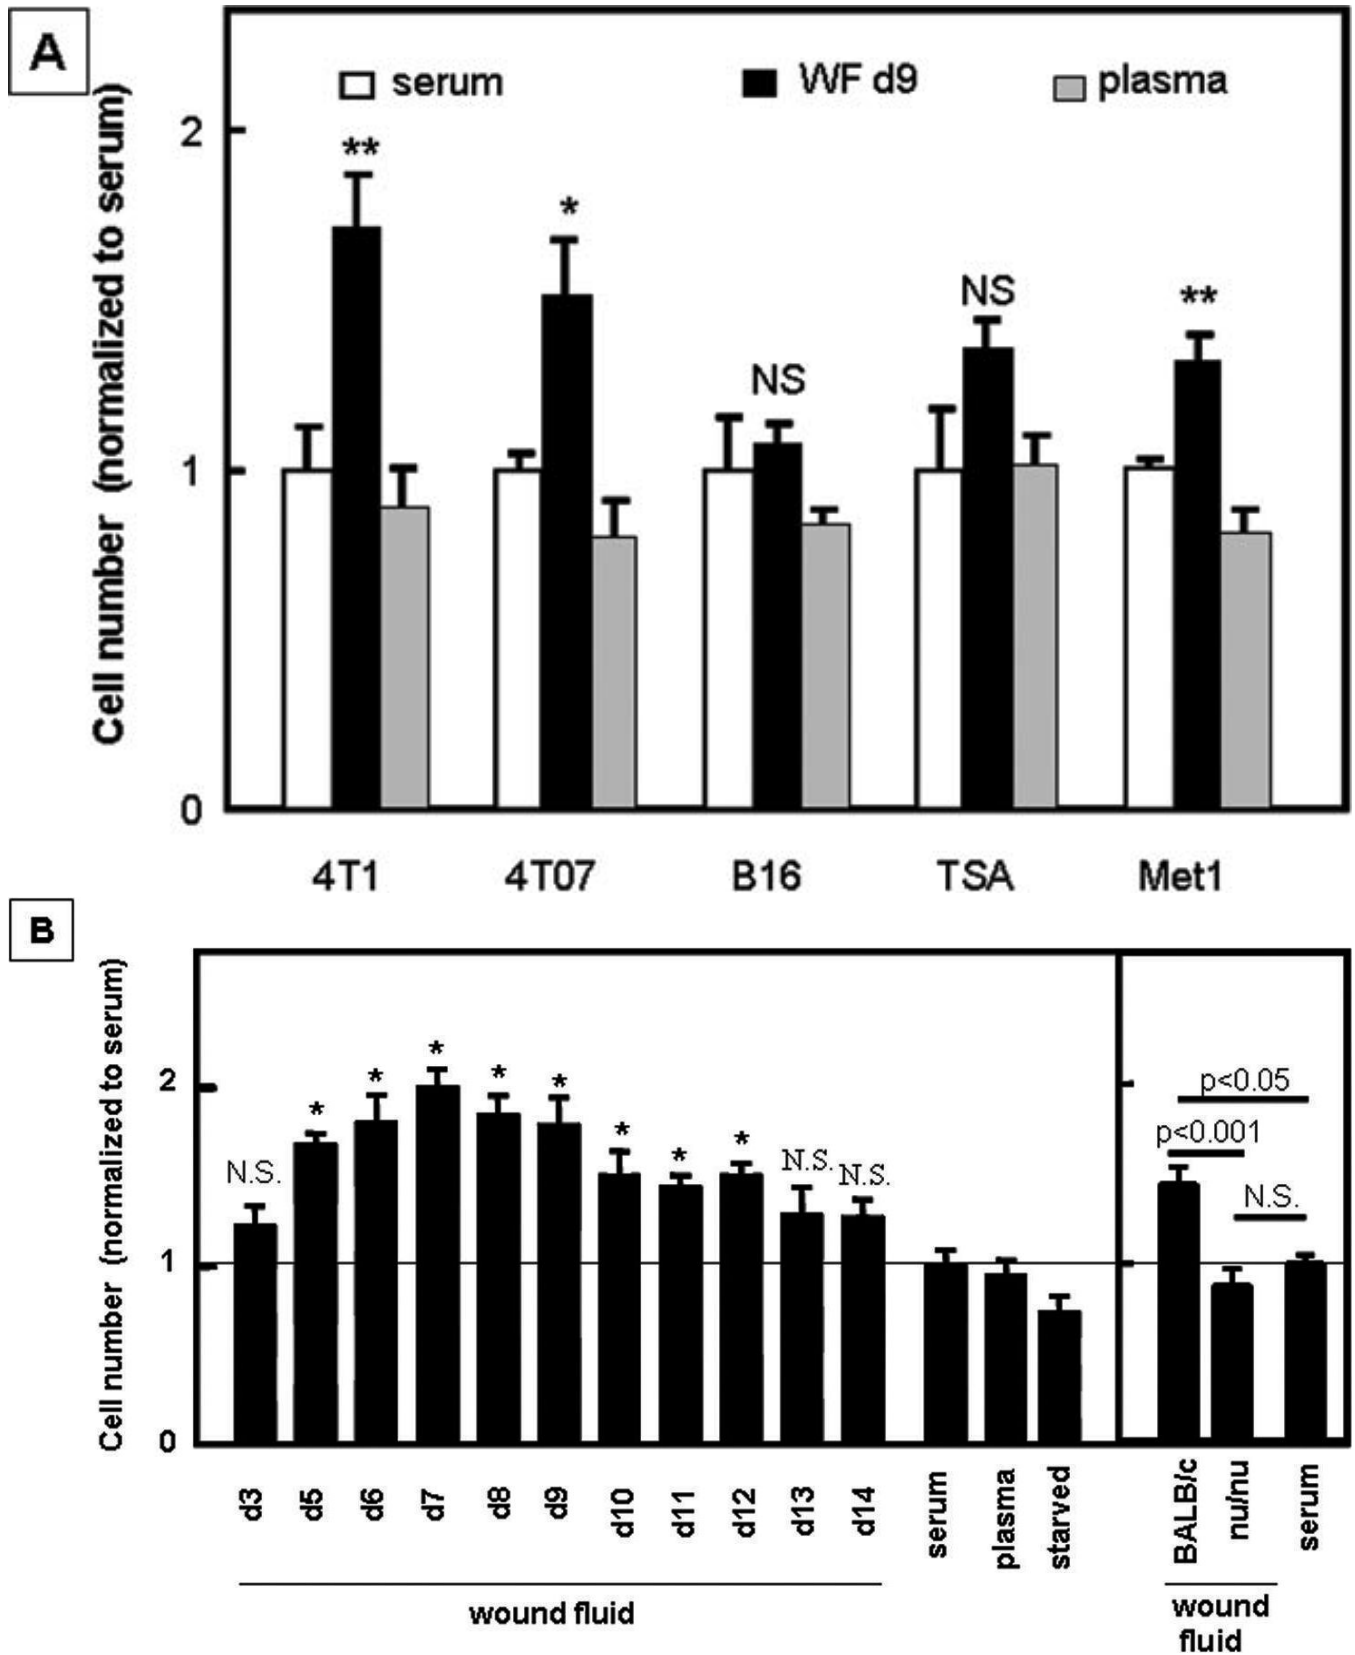 A
Cell number (normalized to serum)
serum WF d9 plasma
2
1
0
** * NS NS **
4T1 4T07 B16 TSA Met1
B
Cell number (normalized to serum)
2
1
0
N.S. * * * * * * * * N.S. N.S.
p<0.05
p<0.001
N.S.
d3 d5 d6 d7 d8 d9 d10 d11 d12 d13 d14 serum plasma starved BALB/c nu/nu serum
wound fluid
wound
fluid